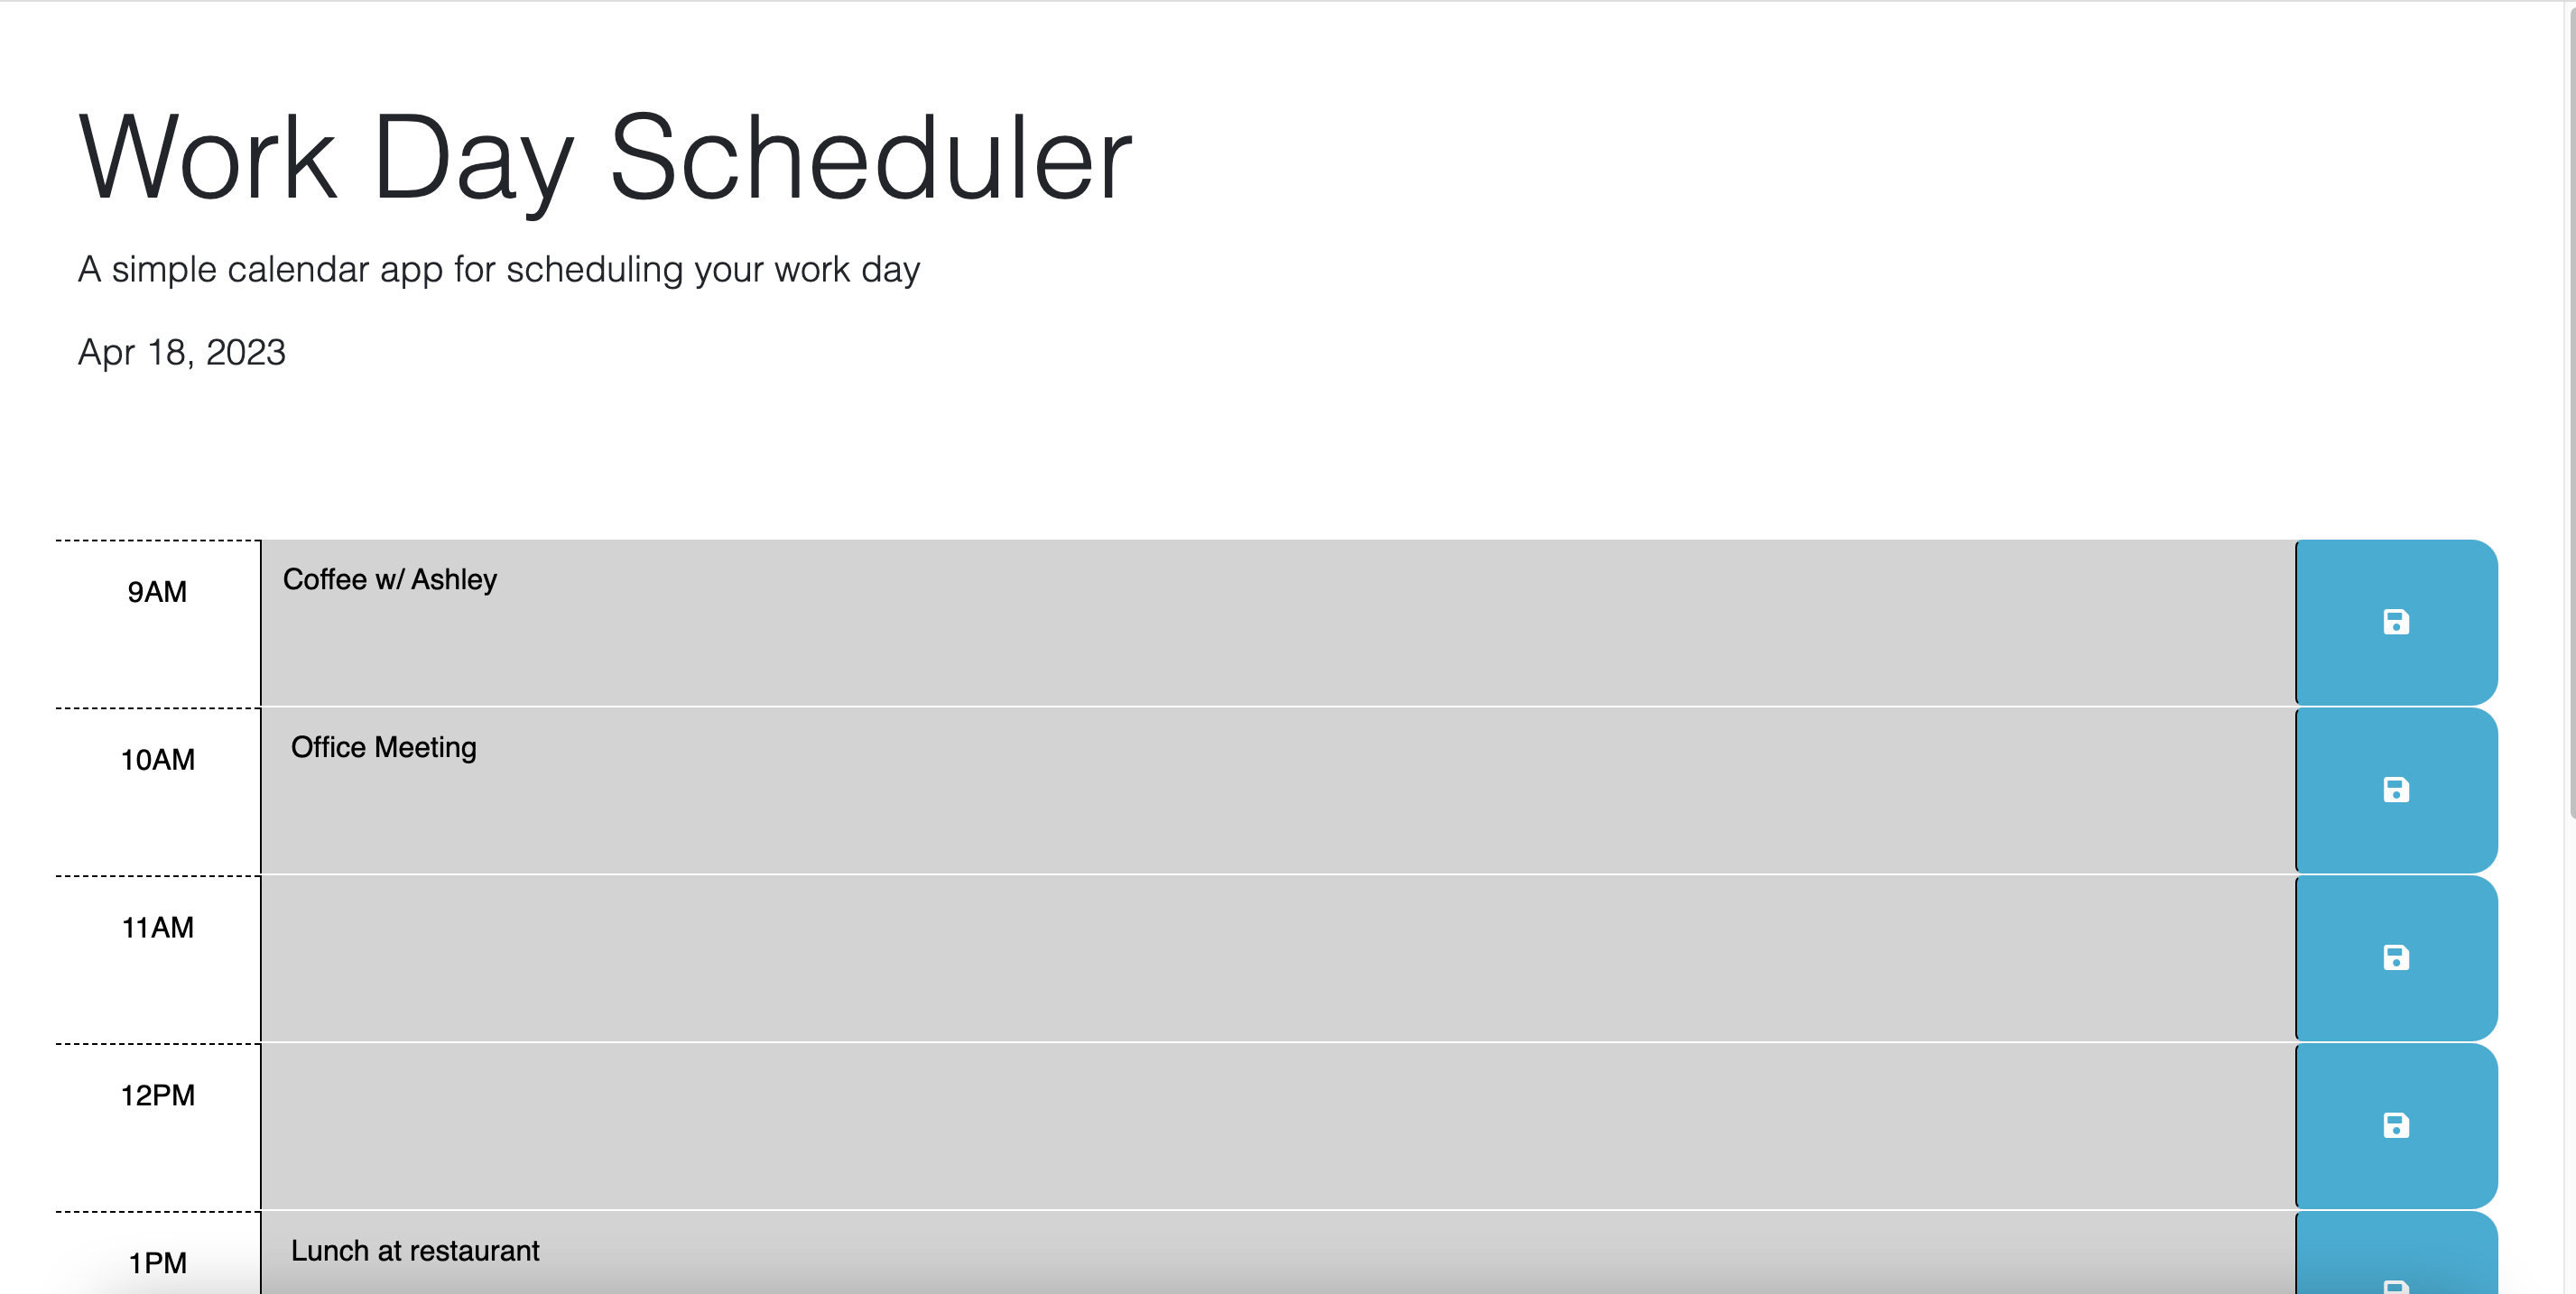 Work Day Scheduler
A simple calendar app for scheduling your work day
Apr 18, 2023
9AM
Coffee w/ Ashley
10AM
Office Meeting
11AM
12PM
1PM
Lunch at restaurant